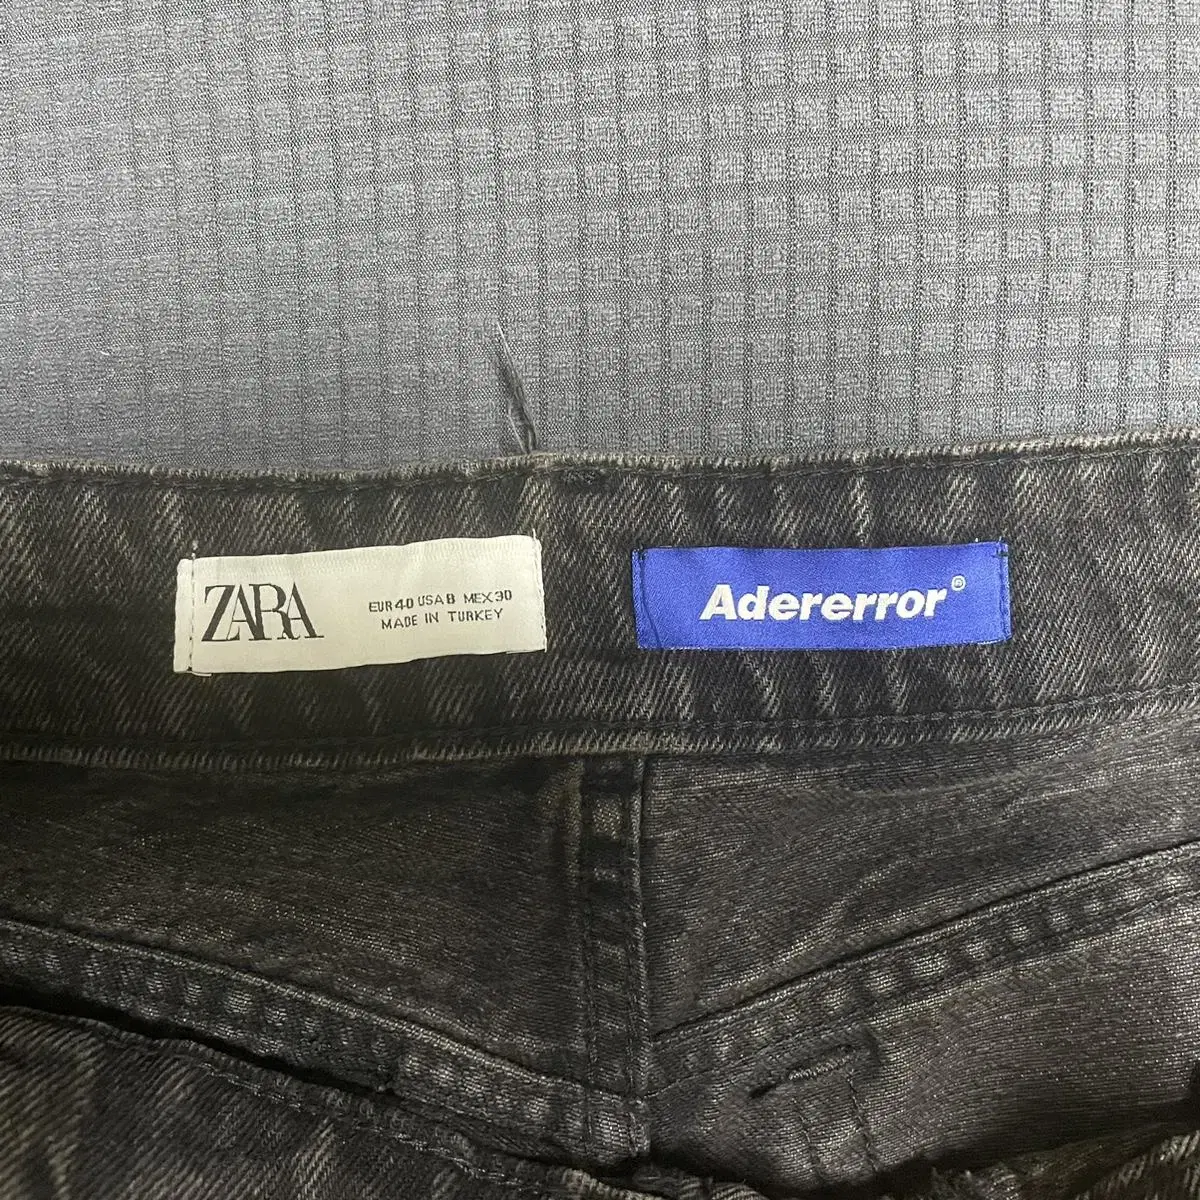 ZARA
EUR 40 USA 8 MEX 30
MADE IN TURKEY
Adererror®